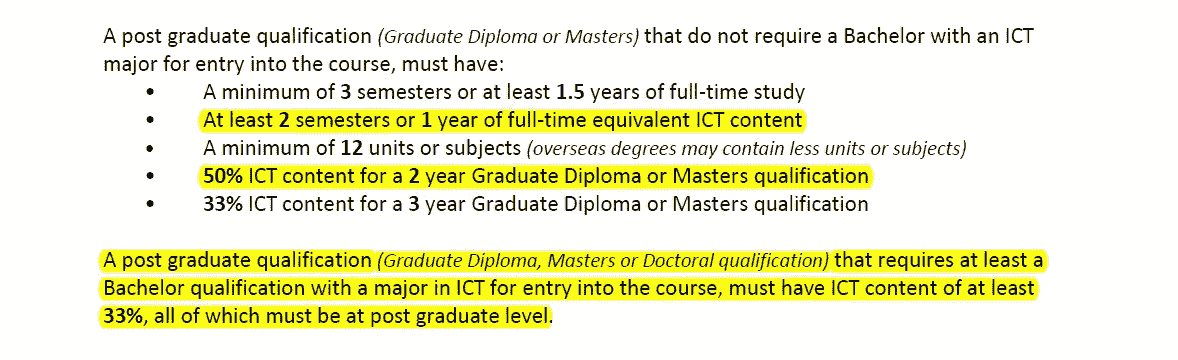 A post graduate qualification (Graduate Diploma or Masters) that do not require a Bachelor with an ICT
major for entry into the course, must have:
• A minimum of 3 semesters or at least 1.5 years of full-time study
• At least 2 semesters or 1 year of full-time equivalent ICT content
• A minimum of 12 units or subjects (overseas degrees may contain less units or subjects)
• 50% ICT content for a 2 year Graduate Diploma or Masters qualification
• 33% ICT content for a 3 year Graduate Diploma or Masters qualification
A post graduate qualification (Graduate Diploma, Masters or Doctoral qualification) that requires at least a
Bachelor qualification with a major in ICT for entry into the course, must have ICT content of at least
33%, all of which must be at post graduate level.